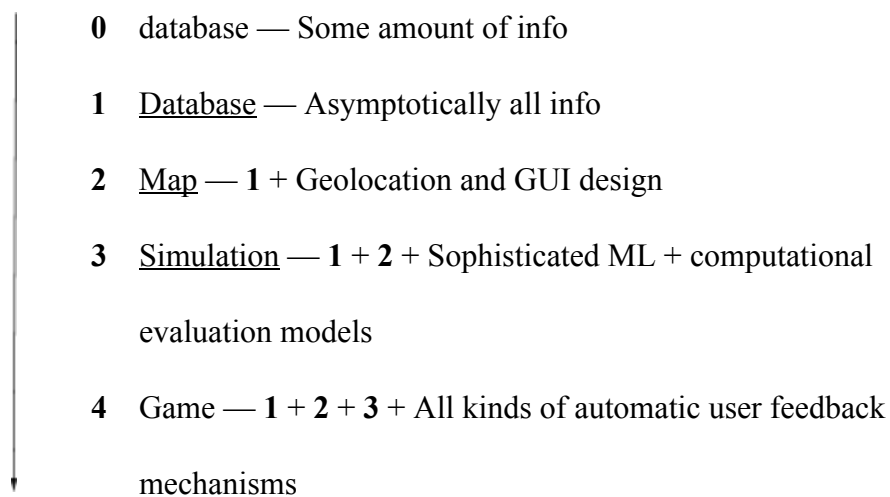 0 database — Some amount of info
1 Database — Asymptotically all info
2 Map — 1 + Geolocation and GUI design
3 Simulation — 1 + 2 + Sophisticated ML + computational
evaluation models
4 Game — 1 + 2 + 3 + All kinds of automatic user feedback
mechanisms